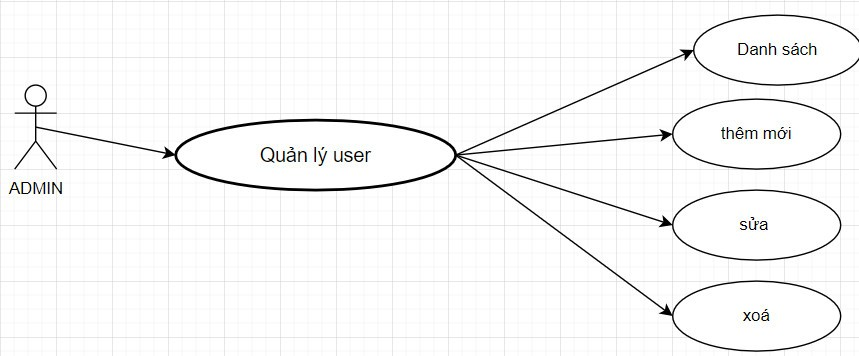 Danh sách
thêm mới
Quản lý user
ADMIN
sửa
xoá